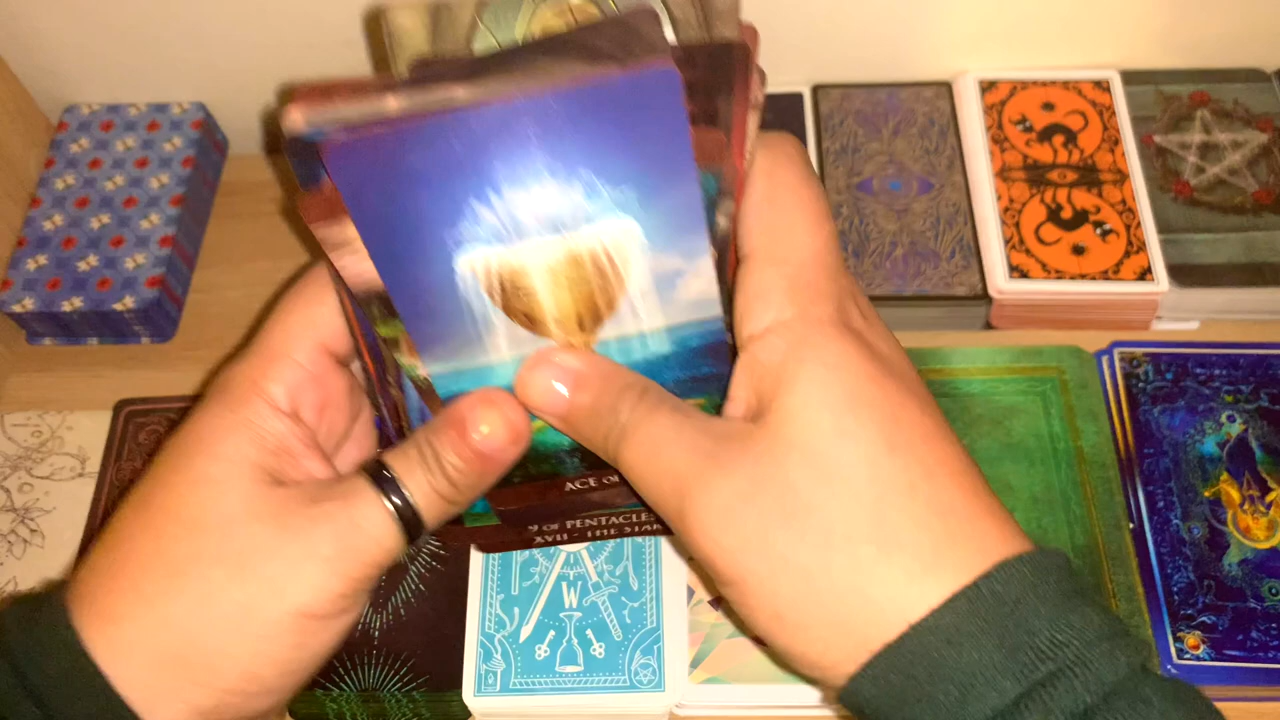 ACE OF
9 OF PENTACLES
XVII - THE STAR
W